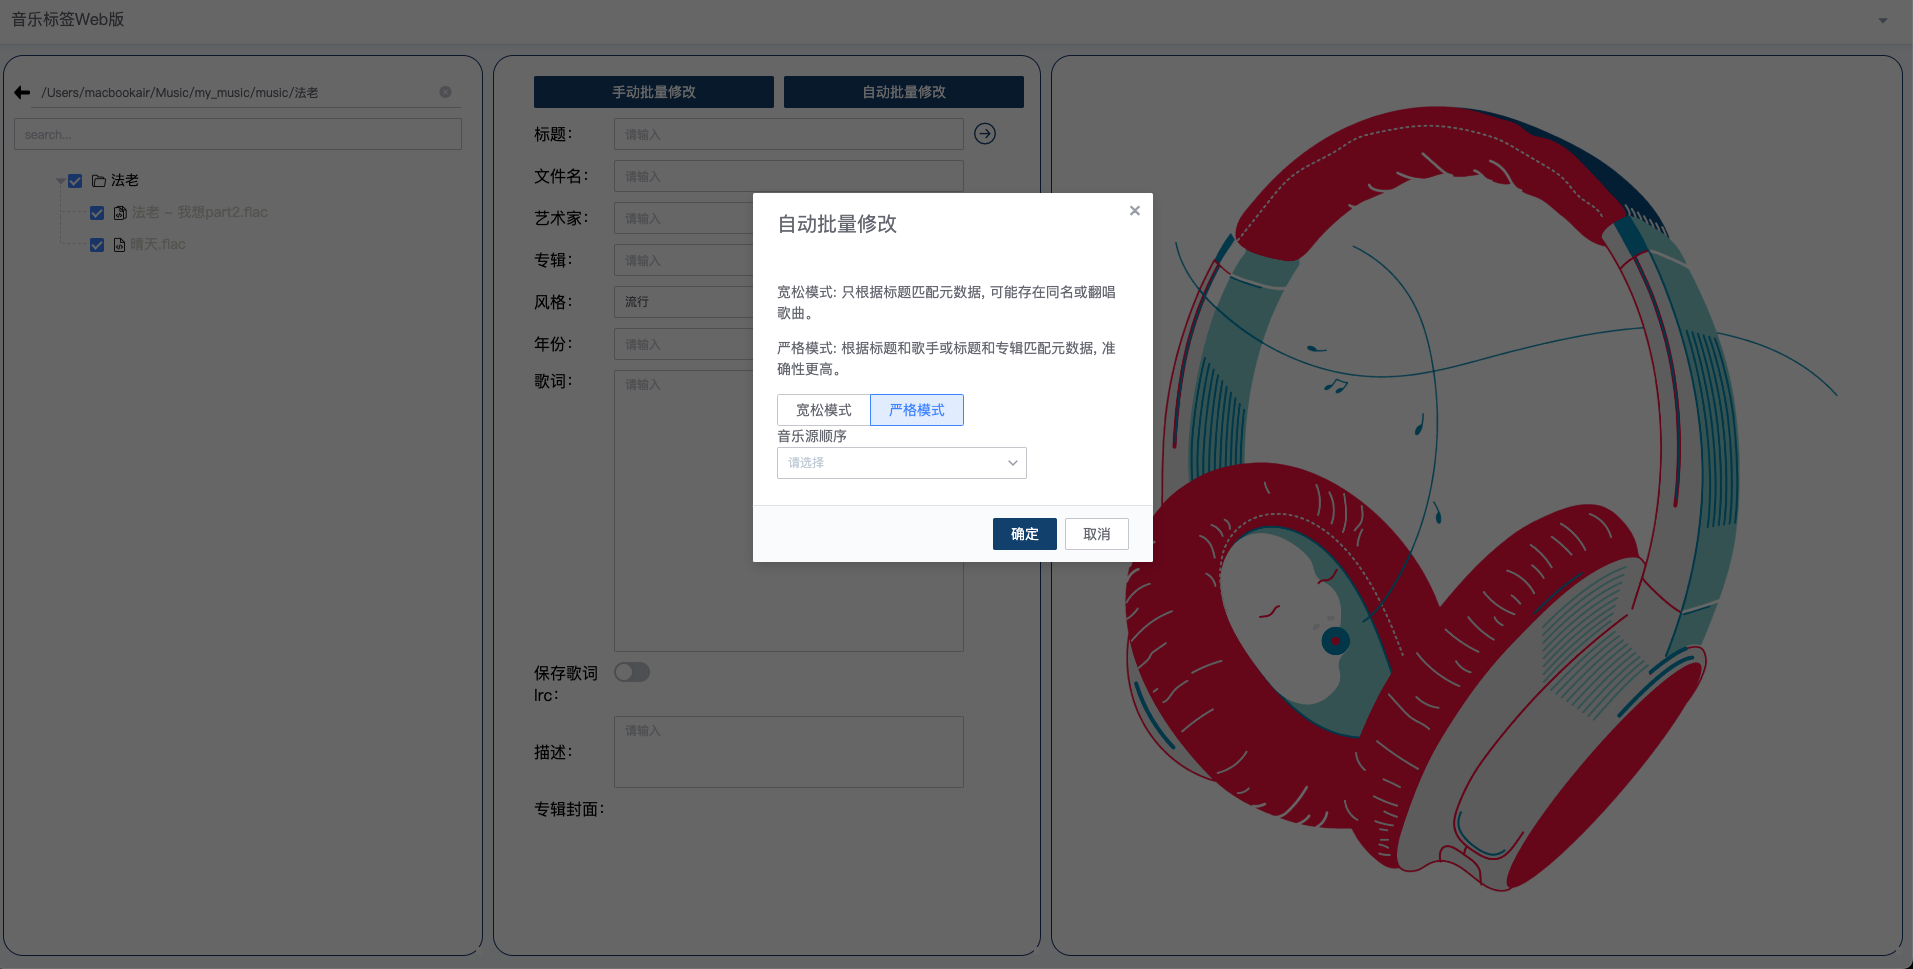 音乐标签Web版
/Users/macbookair/Music/my_music/music/法老
search...
法老
法老 - 我想part2.flac
晴天.flac
手动批量修改
自动批量修改
标题：
请输入
文件名：
请输入
艺术家：
请输入
专辑：
请输入
风格：
流行
年份：
请输入
歌词：
请输入
保存歌词
lrc：
描述：
请输入
专辑封面：
自动批量修改
宽松模式: 只根据标题匹配元数据, 可能存在同名或翻唱
歌曲。
严格模式: 根据标题和歌手或标题和专辑匹配元数据, 准
确性更高。
宽松模式
严格模式
音乐源顺序
请选择
确定
取消